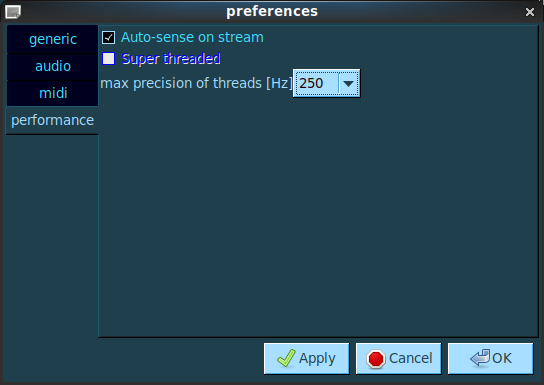 preferences
generic
audio
midi
performance
Auto-sense on stream
Super threaded
max precision of threads [Hz] 250
Apply
Cancel
OK